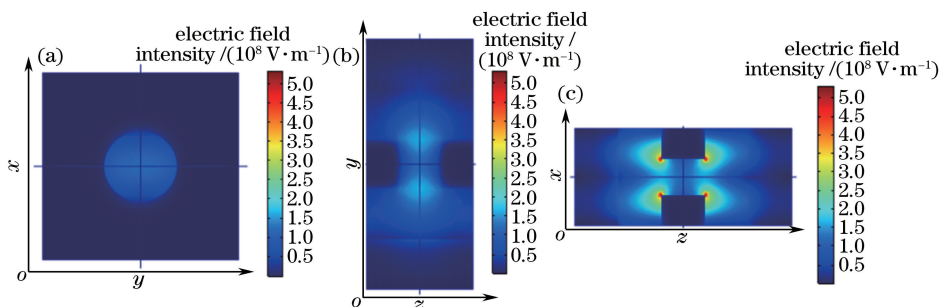 (a)
electric field
intensity /(10⁸ V·m⁻¹)
5.0
4.5
4.0
3.5
3.0
2.5
2.0
1.5
1.0
0.5
x
o
y
(b)
electric field
intensity /
(10⁸ V·m⁻¹)
5.0
4.5
4.0
3.5
3.0
2.5
2.0
1.5
1.0
0.5
y
o
z
(c)
electric field
intensity /(10⁸ V·m⁻¹)
5.0
4.5
4.0
3.5
3.0
2.5
2.0
1.5
1.0
0.5
x
o
z